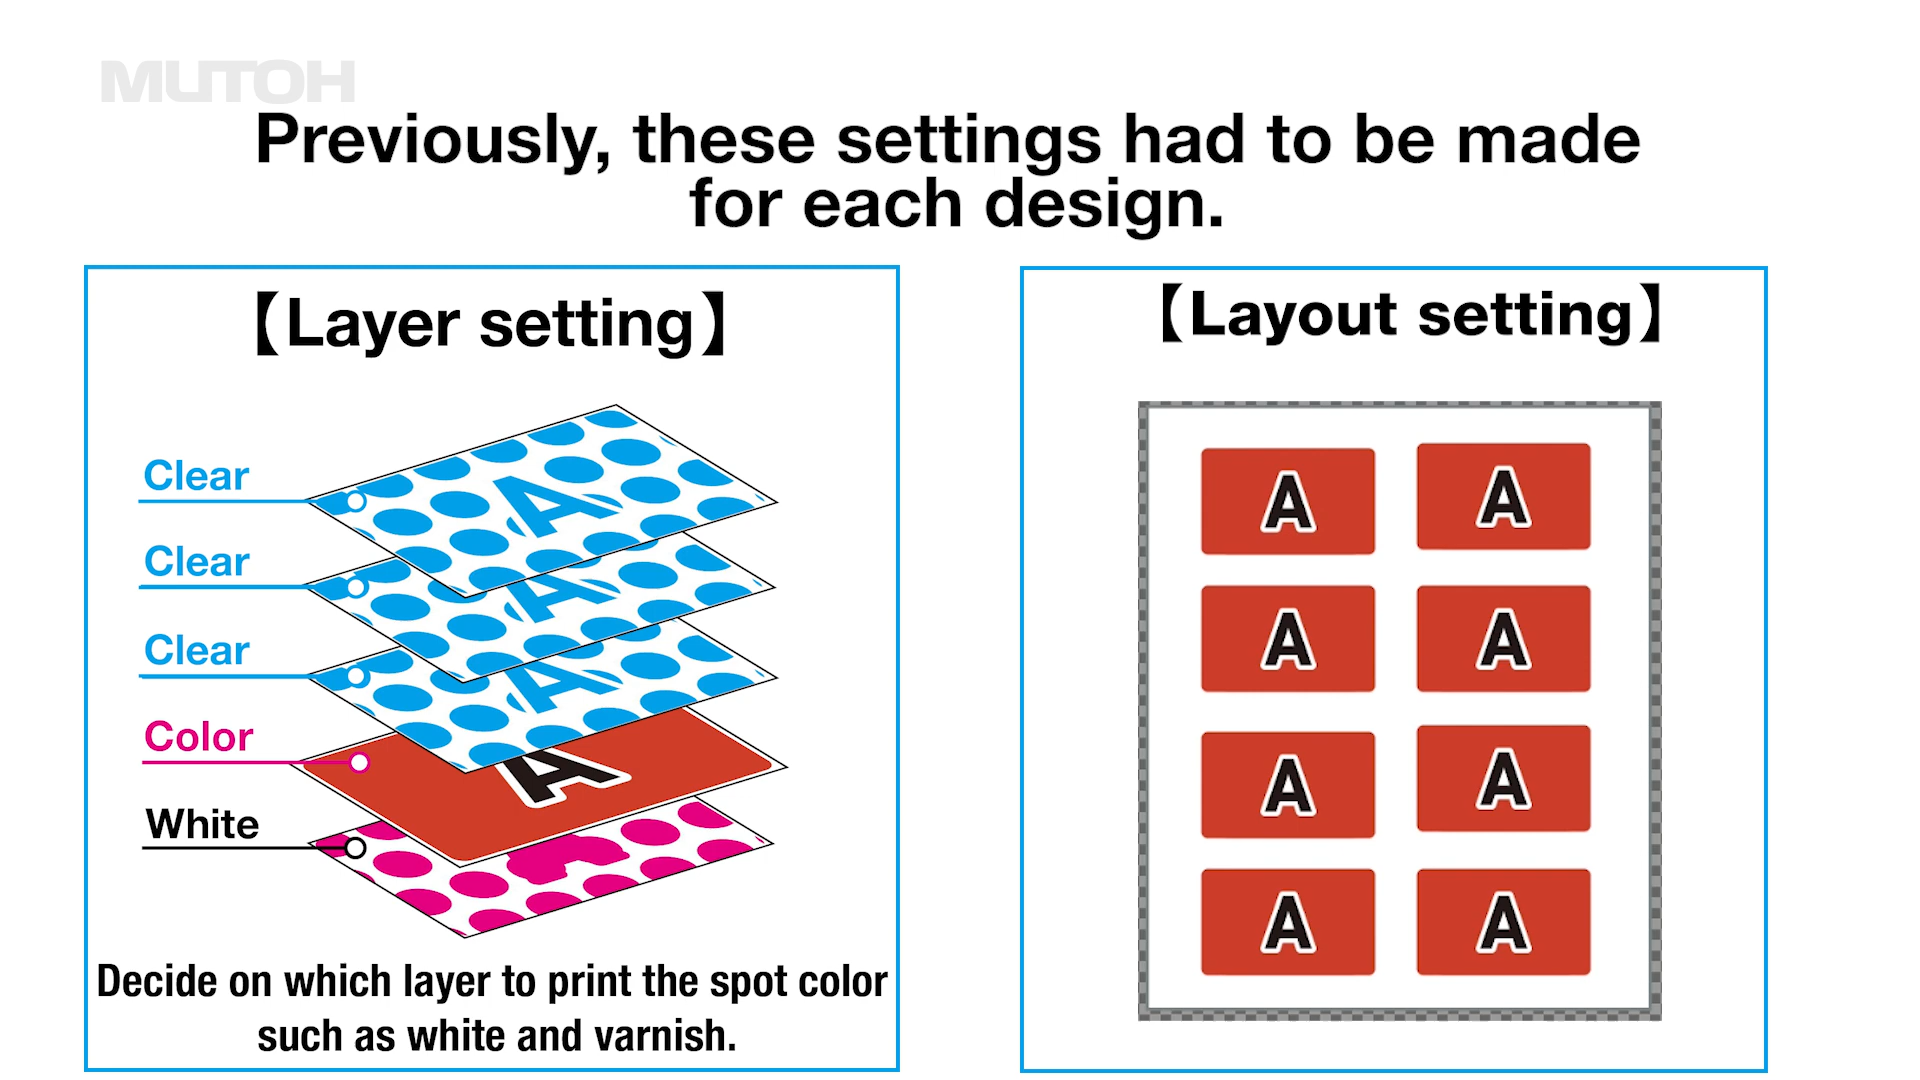 MUTOH
Previously, these settings had to be made
for each design.
【Layer setting】
Clear
Clear
Clear
Color
White
A
A
A
A
Decide on which layer to print the spot color
such as white and varnish.
【Layout setting】
A A
A A
A A
A A